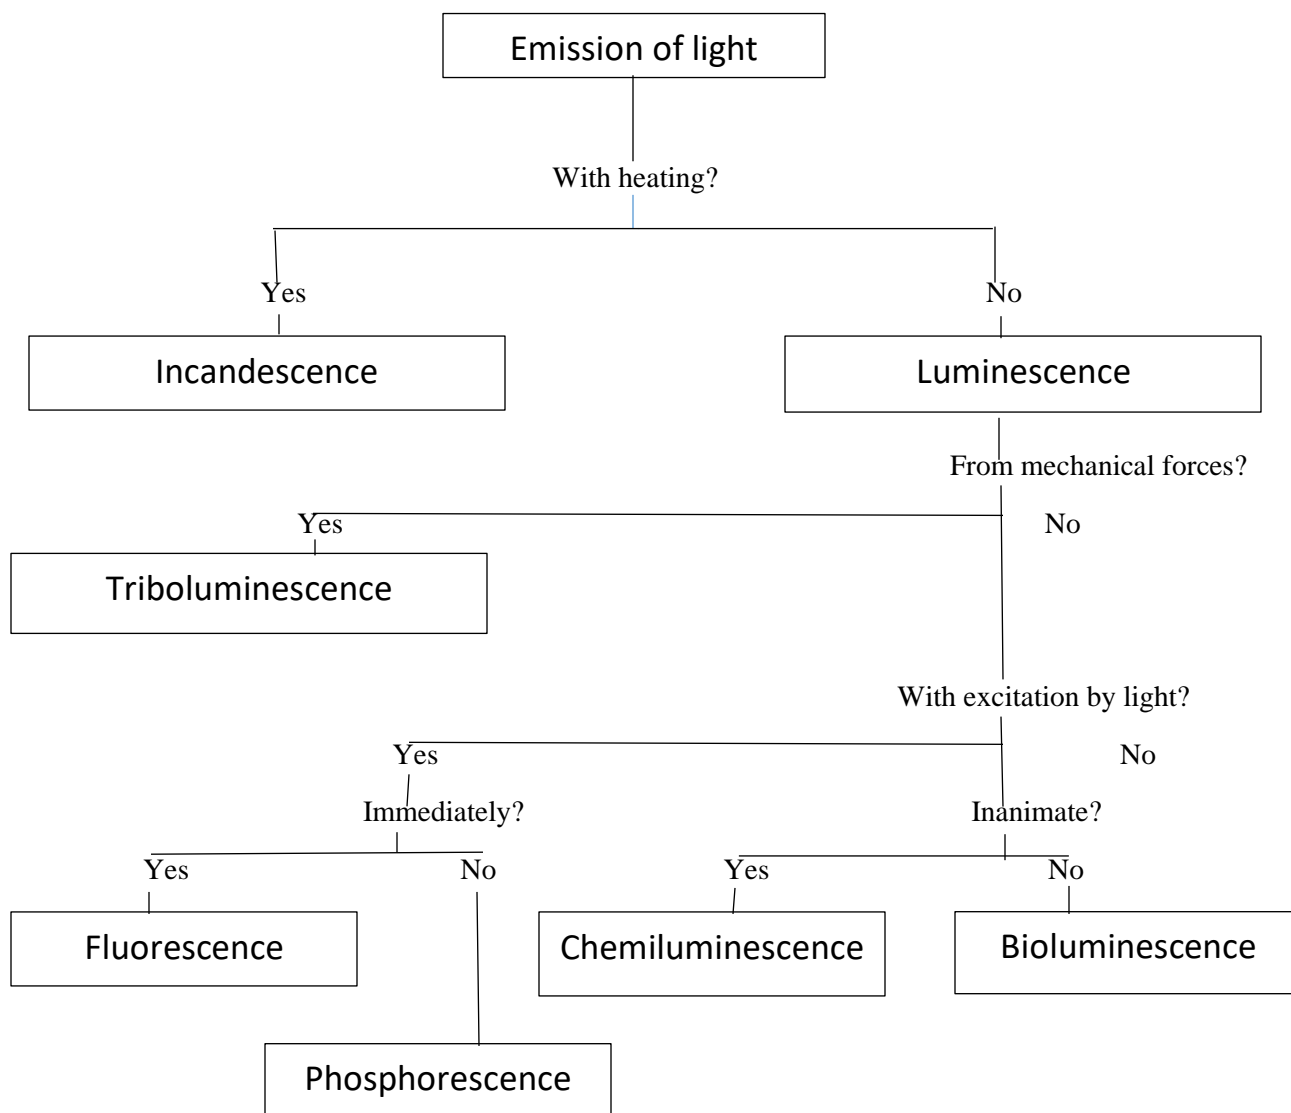 Emission of light
With heating?
Yes
No
Incandescence
Luminescence
From mechanical forces?
Yes
No
Triboluminescence
With excitation by light?
Yes
No
Immediately?
Inanimate?
Yes
No
Yes
No
Fluorescence
Chemiluminescence
Bioluminescence
Phosphorescence